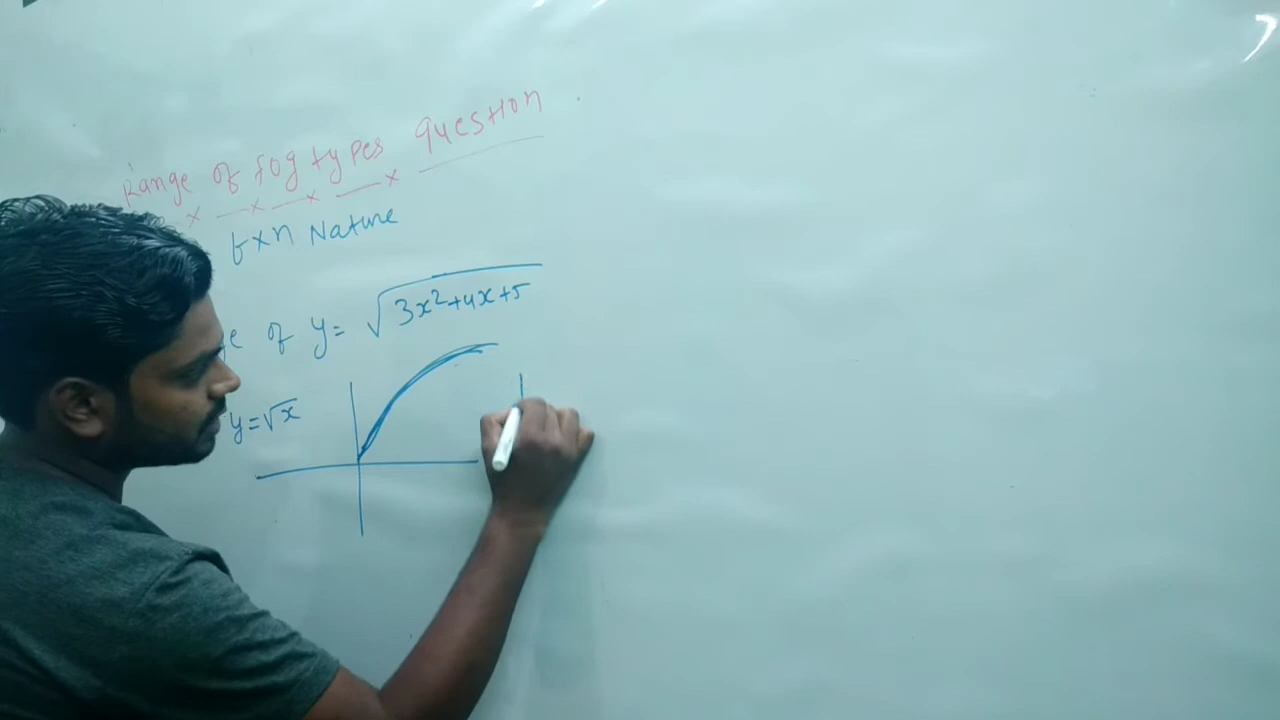 Range of fog types question
fxn Nature
of y= √3x²+4x+5
y=√x